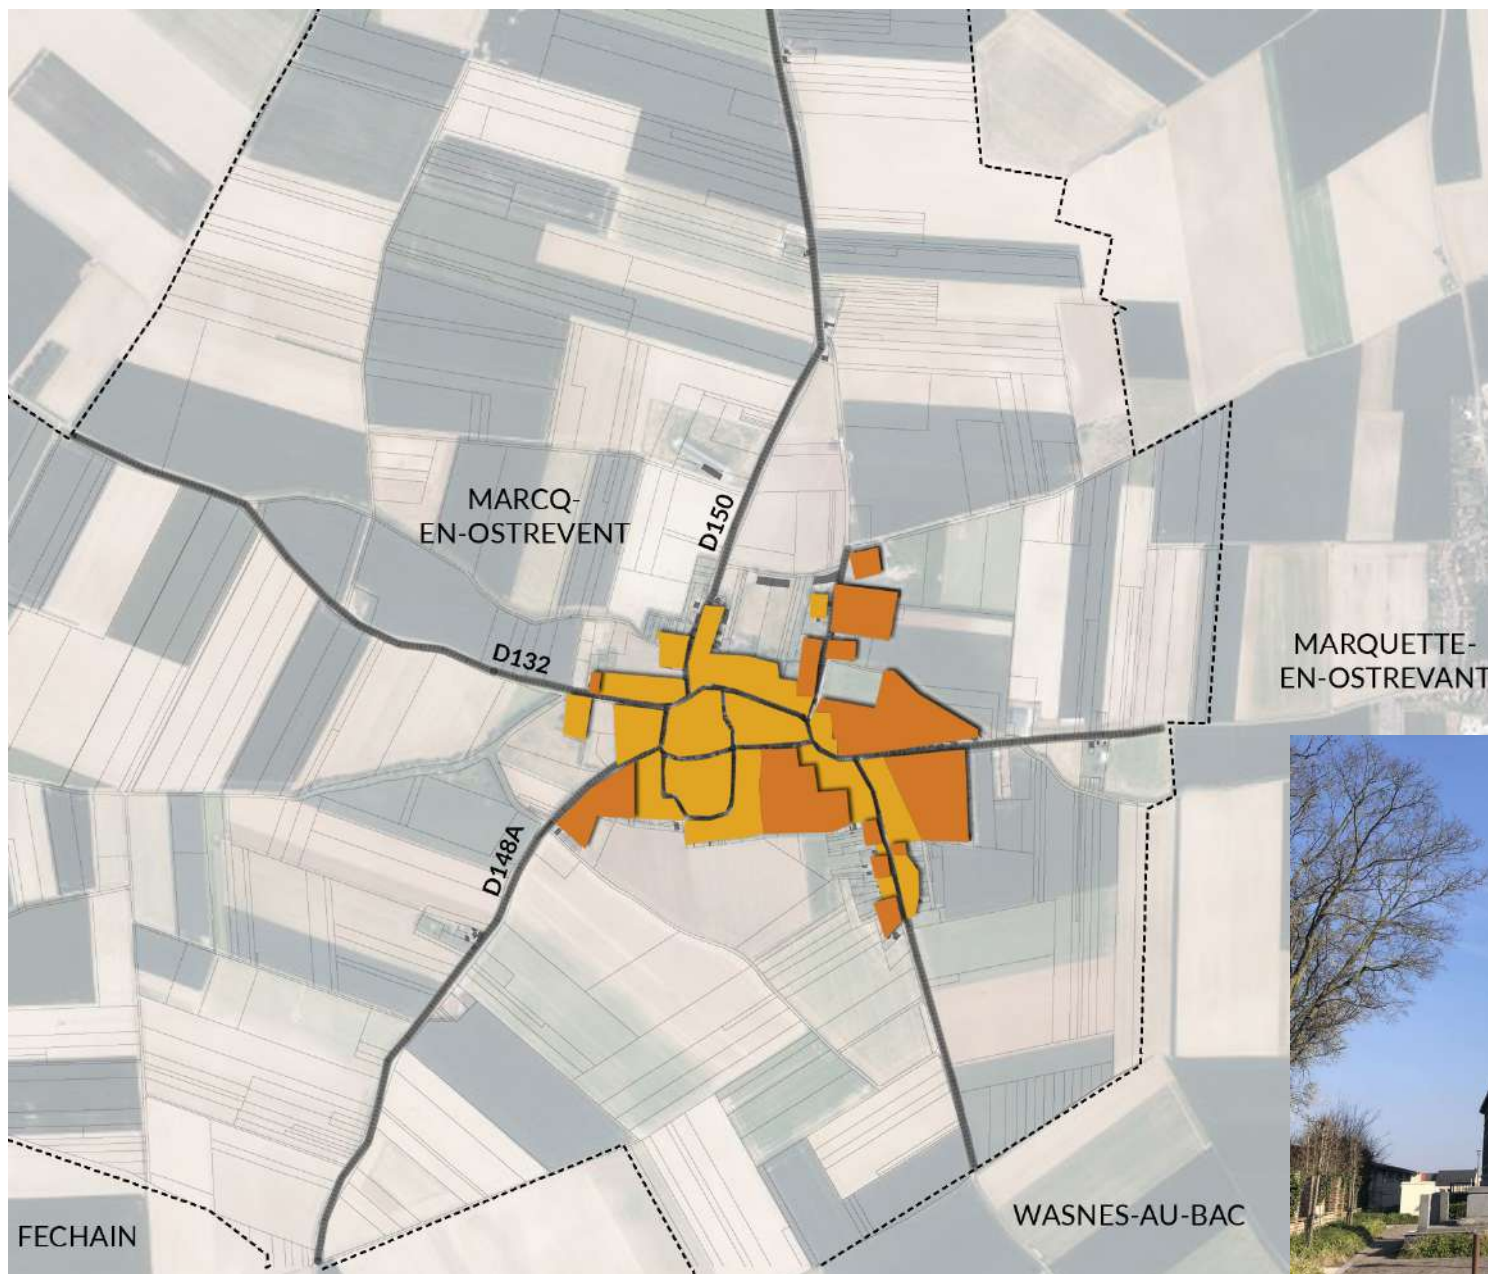 D150
MARCQ-
EN-OSTREVENT
MARQUETTE-
EN-OSTREVANT
D132
D148A
WASNES-AU-BAC
FECHAIN